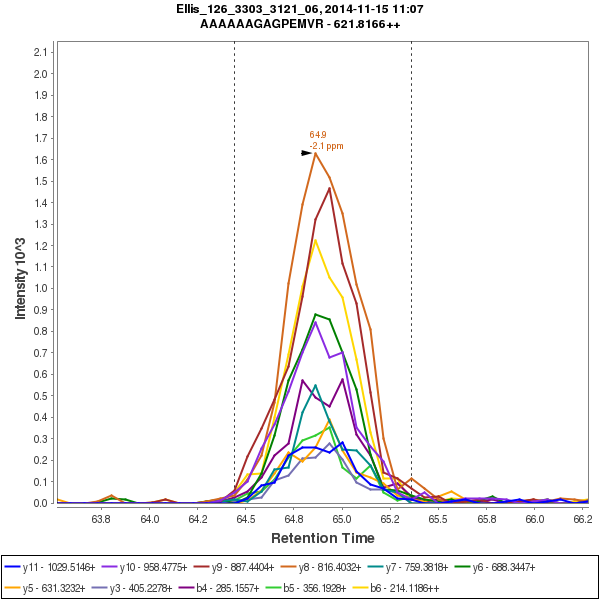 Ellis_126_3303_3121_06, 2014-11-15 11:07
AAAAAAGAGPEMVR - 621.8166++
Intensity 10^3
2.1
2.0
1.9
1.8
1.7
1.6
1.5
1.4
1.3
1.2
1.1
1.0
0.9
0.8
0.7
0.6
0.5
0.4
0.3
0.2
0.1
0.0
64.9
-2.1 ppm
63.8 64.0 64.2 64.5 64.8 65.0 65.2 65.5 65.8 66.0 66.2
Retention Time
y11 - 1029.5146+ y10 - 958.4775+ y9 - 887.4404+ y8 - 816.4032+ y7 - 759.3818+ y6 - 688.3447+
y5 - 631.3232+ y3 - 405.2278+ b4 - 285.1557+ b5 - 356.1928+ b6 - 214.1186++